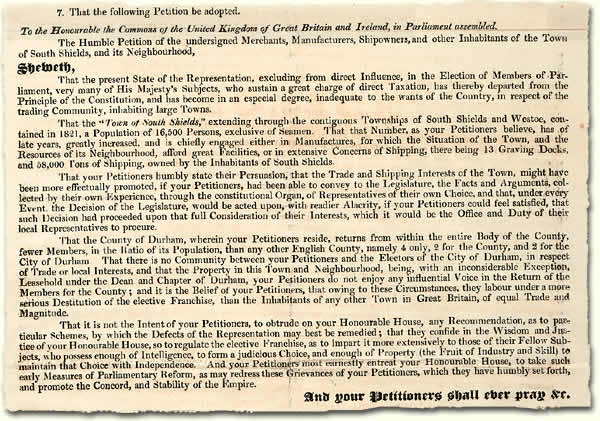 7. That the following Petition be adopted.
To the Honourable the Commons of the United Kingdom of Great Britain and Ireland, in Parliament assembled.
The Humble Petition of the undersigned Merchants, Manufacturers, Shipowners, and other Inhabitants of the Town
of South Shields, and its Neighbourhood,
Sheweth,
That the present State of the Representation, excluding from direct Influence, in the Election of Members of Par-
liament, very many of His Majesty's Subjects, who sustain a great charge of direct Taxation, has thereby departed from the
Principle of the Constitution, and has become in an especial degree, inadequate to the wants of the Country, in respect of the
trading Community, inhabiting large Towns.
That the "Town of South Shields," extending through the contiguous Townships of South Shields and Westoe, con-
tained in 1821, a Population of 16,500 Persons, exclusive of Seamen. That that Number, as your Petitioners believe, has of
late years, greatly increased, and is chiefly engaged either in Manufactures, for which the Situation of the Town, and the
Resources of its Neighbourhood, afford great Facilities, or in extensive Concerns of Shipping, there being 13 Graving Docks,
and 58,000 Tons of Shipping, owned by the Inhabitants of South Shields.
That your Petitioners humbly state their Persuasion, that the Trade and Shipping Interests of the Town, might have
been more effectually promoted, if your Petitioners, had been able to convey to the Legislature, the Facts and Arguments, col-
lected by their own Experience, through the constitutional Organ, of Representatives of their own Choice, and that, under every
Event, the Decision of the Legislature, would be acted upon, with readier Alacrity, if your Petitioners could feel satisfied, that
such Decision had proceeded upon that full Consideration of their Interests, which it would be the Office and Duty of their
local Representatives to procure.
That the County of Durham, wherein your Petitioners reside, returns from within the entire Body of the County,
fewer Members, in the Ratio of its Population, than any other English County, namely 4 only, 2 for the County, and 2 for the
City of Durham. That there is no Community between your Petitioners and the Electors of the City of Durham, in respect
of Trade or local Interests, and that the Property in this Town and Neighbourhood, being, with an inconsiderable Exception,
Leasehold under the Dean and Chapter of Durham, your Petitioners do not enjoy any influential Voice in the Return of the
Members for the County; and it is the Belief of your Petitioners, that owing to these Circumstances, they labour under a more
serious Destitution of the elective Franchise, than the Inhabitants of any other Town in Great Britain, of equal Trade and
Magnitude.
That it is not the Intent of your Petitioners, to obtrude on your Honourable House, any Recommendation, as to par-
ticular Schemes, by which the Defects of the Representation may best be remedied; that they confide in the Wisdom and Jus-
tice of your Honourable House, so to regulate the elective Franchise, as to impart it more extensively to those of their Fellow Sub-
jects, who possess enough of Intelligence, to form a judicious Choice, and enough of Property (the Fruit of Industry and Skill) to
maintain that Choice with Independence. And your Petitioners most earnestly entreat your Honourable House, to take such
early Measures of Parliamentary Reform, as may redress these Grievances of your Petitioners, which they have humbly set forth,
and promote the Concord, and Stability of the Empire.
And your Petitioners shall ever pray &c.